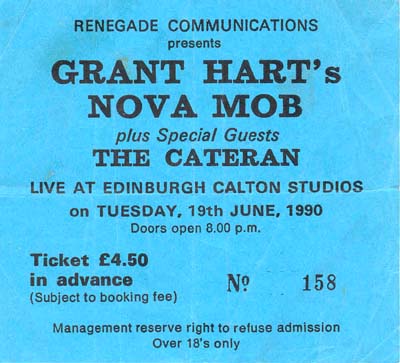 RENEGADE COMMUNICATIONS
presents
GRANT HART's
NOVA MOB
plus Special Guests
THE CATERAN
LIVE AT EDINBURGH CALTON STUDIOS
on TUESDAY, 19th JUNE, 1990
Doors open 8.00 p.m.
Ticket £4.50
in advance
(Subject to booking fee)
Nº 158
Management reserve right to refuse admission
Over 18's only